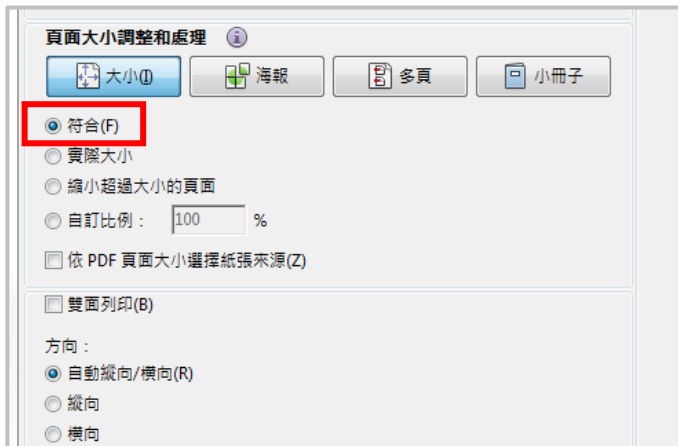 頁面大小調整和處理
大小(I) 海報 多頁 小冊子
符合(F)
實際大小
縮小超過大小的頁面
自訂比例： 100 %
依 PDF 頁面大小選擇紙張來源(Z)
雙面列印(B)
方向：
自動縱向/橫向(R)
縱向
橫向